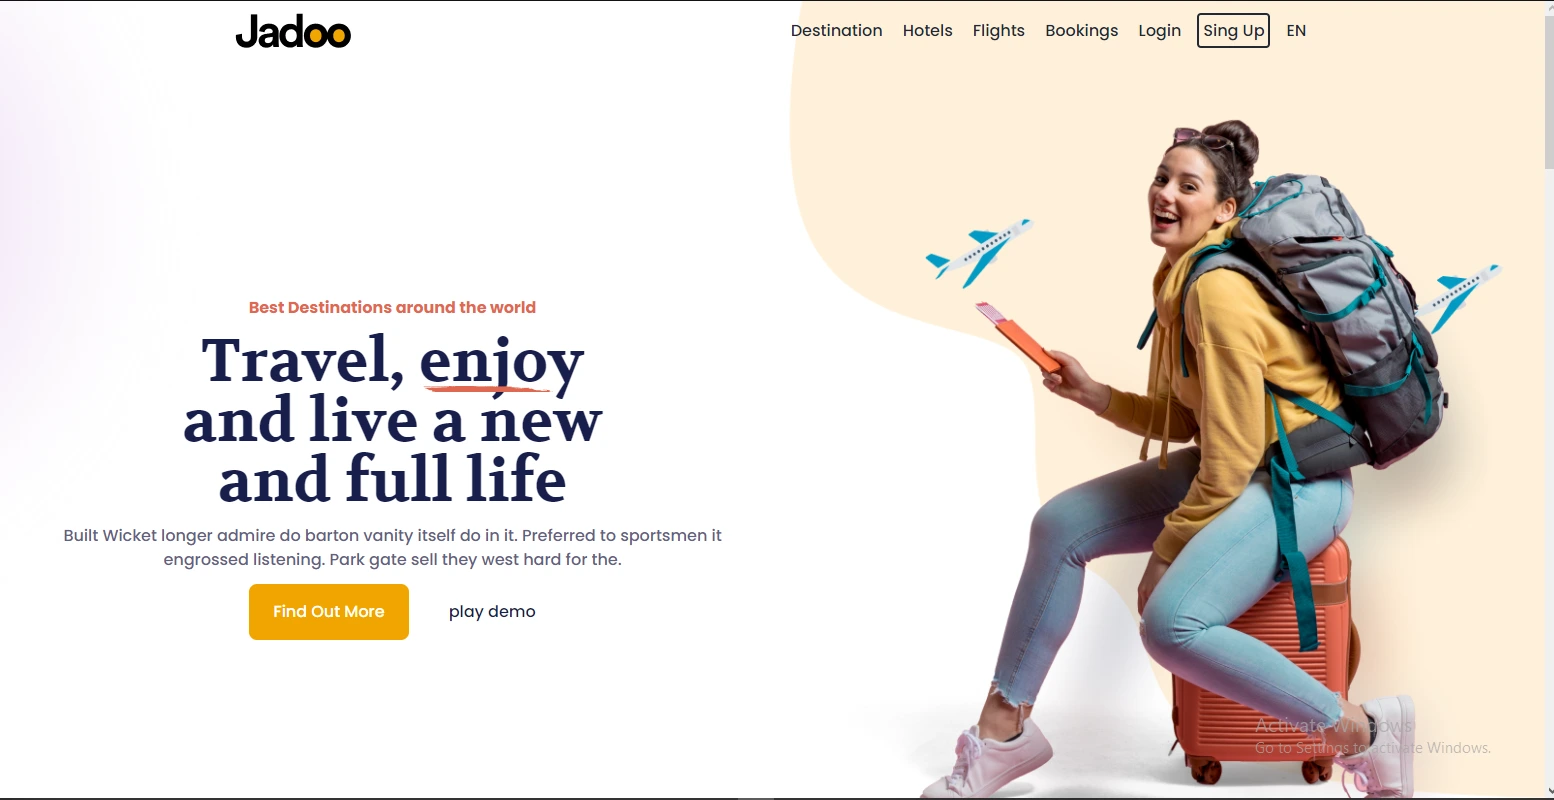 Jadoo
Destination Hotels Flights Bookings Login Sing Up EN
Best Destinations around the world
Travel, enjoy
and live a new
and full life
Built Wicket longer admire do barton vanity itself do in it. Preferred to sportsmen it
engrossed listening. Park gate sell they west hard for the.
Find Out More play demo
Activate Windows
Go to Settings to activate Windows.